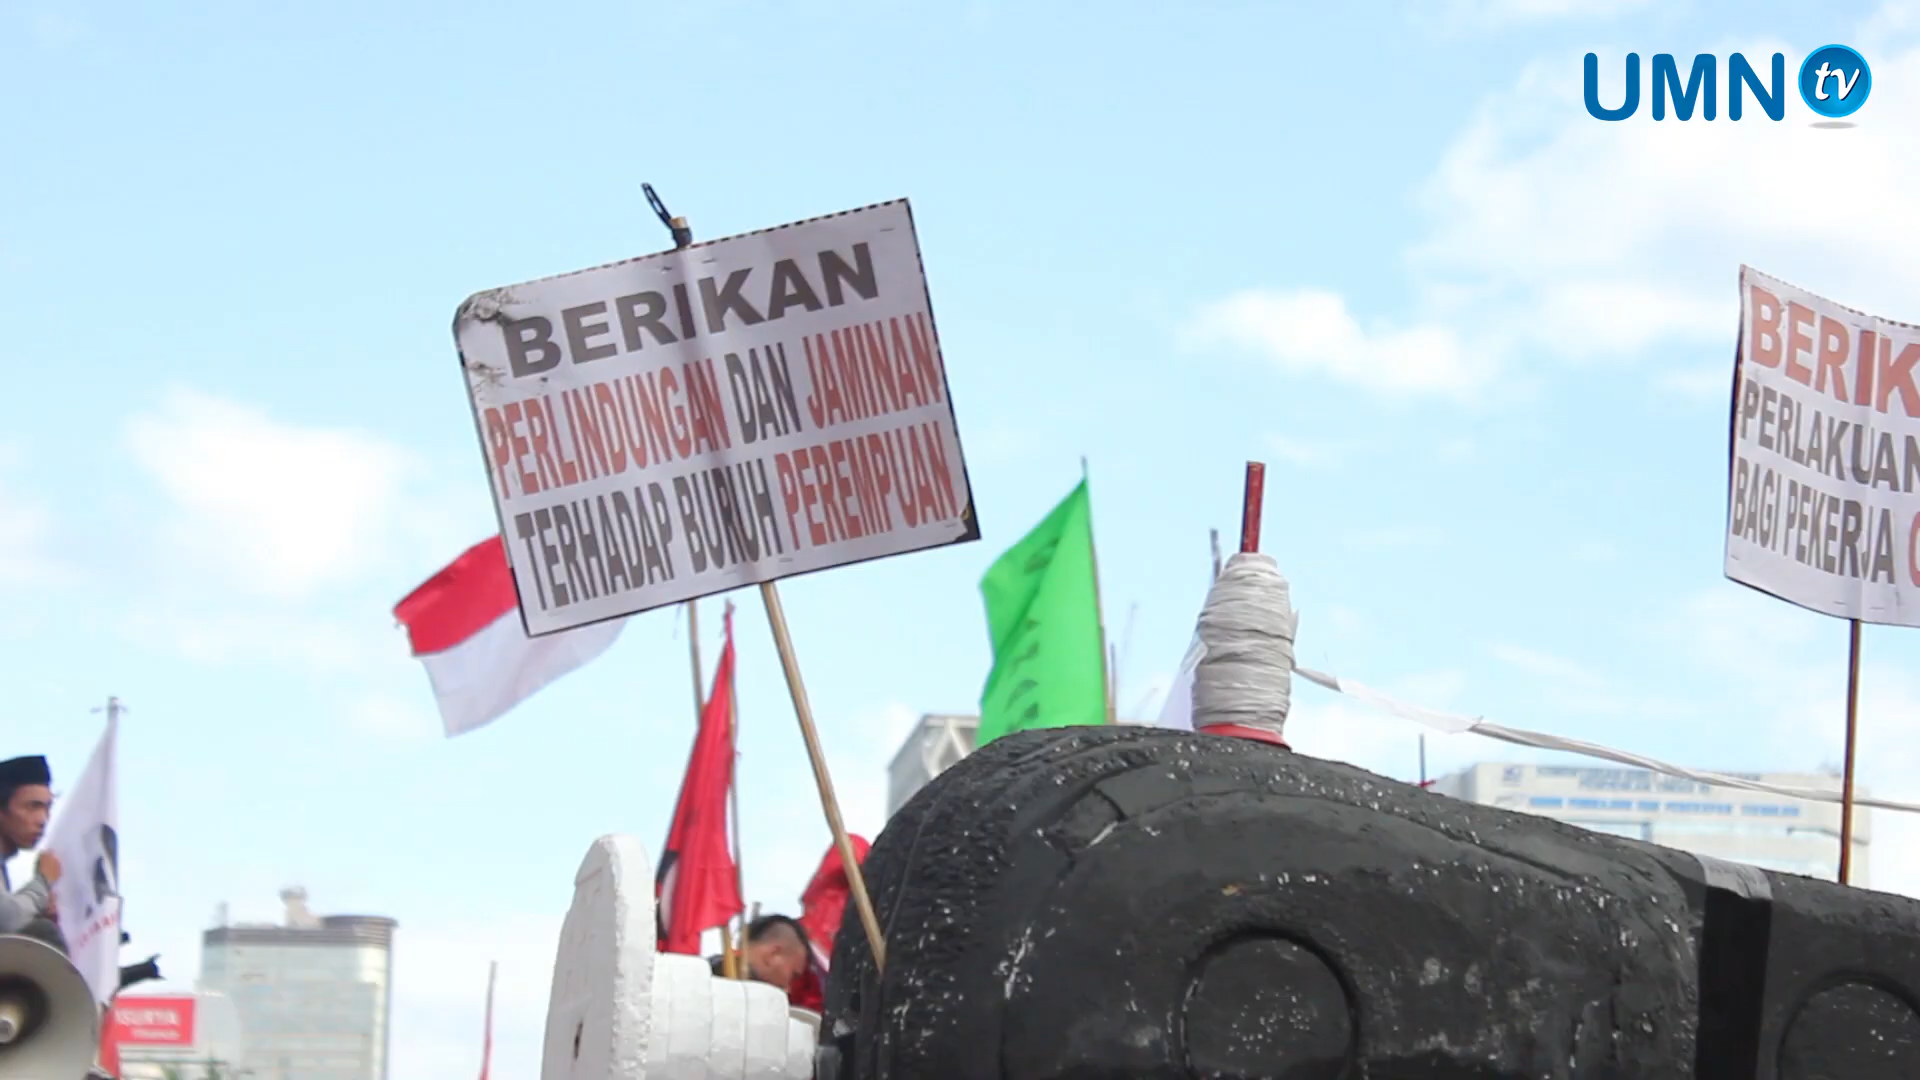 UMN tv
BERIKAN
PERLINDUNGAN DAN JAMINAN
TERHADAP BURUH PEREMPUAN
BERIK
PERLAKUAN
BAGI PEKERJA